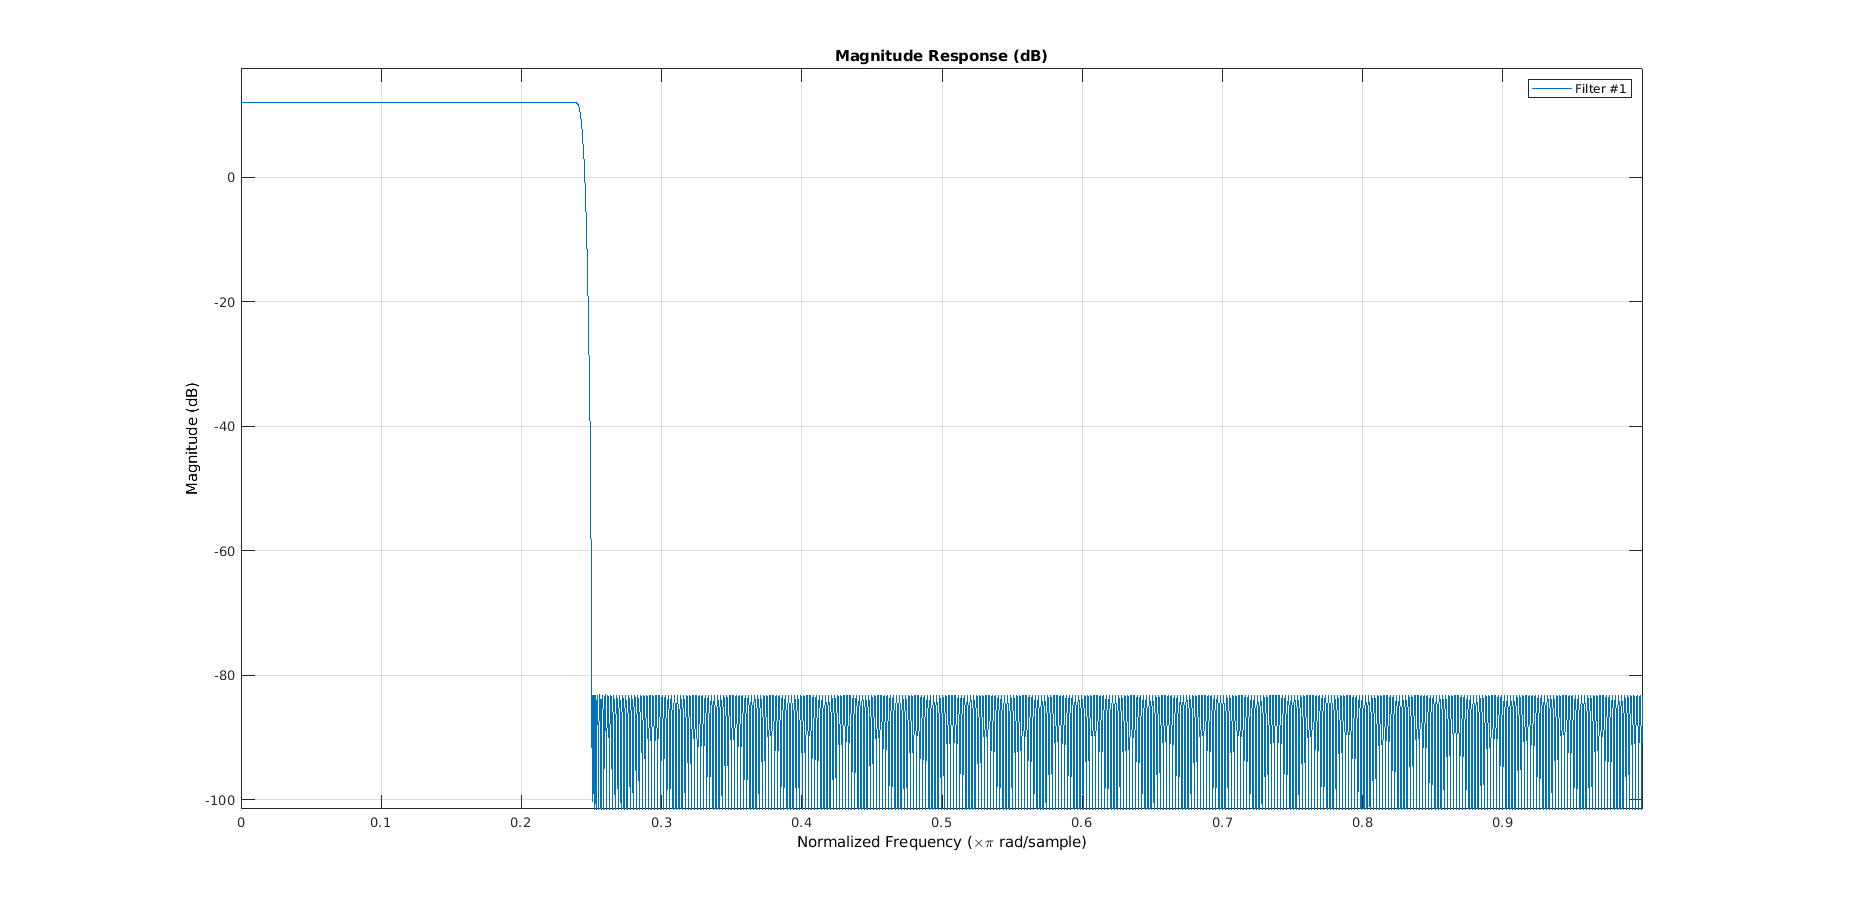 Magnitude Response (dB)
Filter #1
Magnitude (dB)
0
-20
-40
-60
-80
-100
0 0.1 0.2 0.3 0.4 0.5 0.6 0.7 0.8 0.9
Normalized Frequency (×π rad/sample)